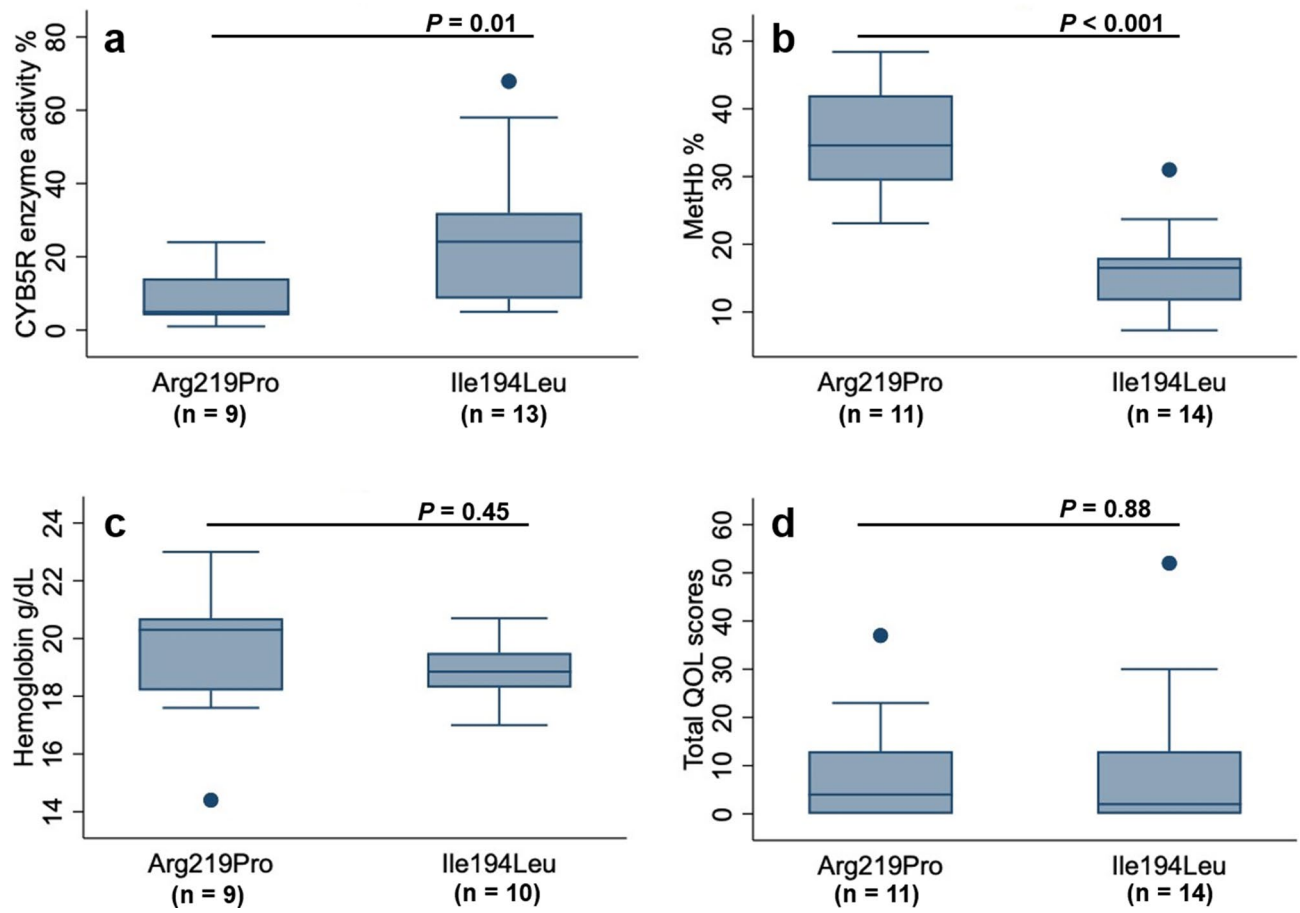 a
P = 0.01
CYB5R enzyme activity %
80
60
40
20
0
Arg219Pro
(n = 9)
Ile194Leu
(n = 13)
b
P < 0.001
MetHb %
50
40
30
20
10
Arg219Pro
(n = 11)
Ile194Leu
(n = 14)
c
P = 0.45
Hemoglobin g/dL
24
22
20
18
16
14
Arg219Pro
(n = 9)
Ile194Leu
(n = 10)
d
P = 0.88
Total QOL scores
60
50
40
30
20
10
0
Arg219Pro
(n = 11)
Ile194Leu
(n = 14)